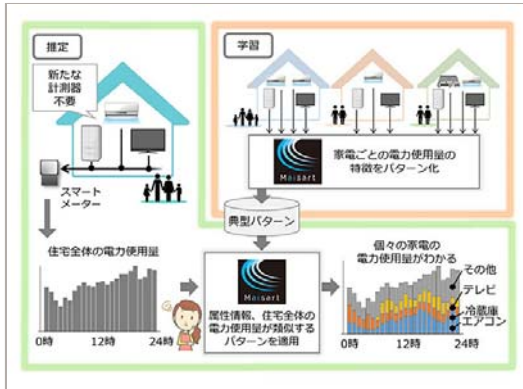 推定
新たな
計測器
不要
スマート
メーター
学習
Maisart
家電ごとの電力使用量の
特徴をパターン化
典型パターン
住宅全体の電力使用量
0時
12時
24時
Maisart
属性情報、住宅全体の
電力使用量が類似する
パターンを適用
個々の家電の
電力使用量がわかる
その他
テレビ
冷蔵庫
エアコン
0時
12時
24時